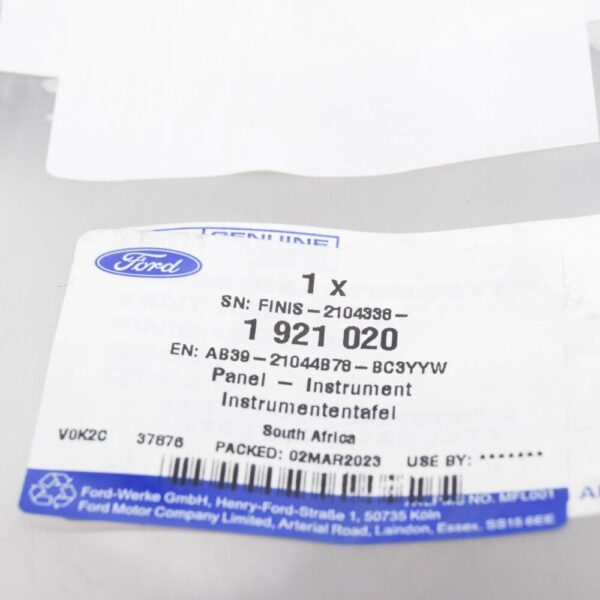 GENUINE
Ford
1 x
SN: FINIS-2104338-
1 921 020
EN: AB39-21044B78-BC3YYW
Panel - Instrument
Instrumententafel
South Africa
V0K2C 37876 PACKED: 02MAR2023 USE BY: *******
NO. MFL001
Ford-Werke GmbH, Henry-Ford-Straße 1, 50735 Köln
Ford Motor Company Limited, Arterial Road, Laindon, Essex. SS15 6EE